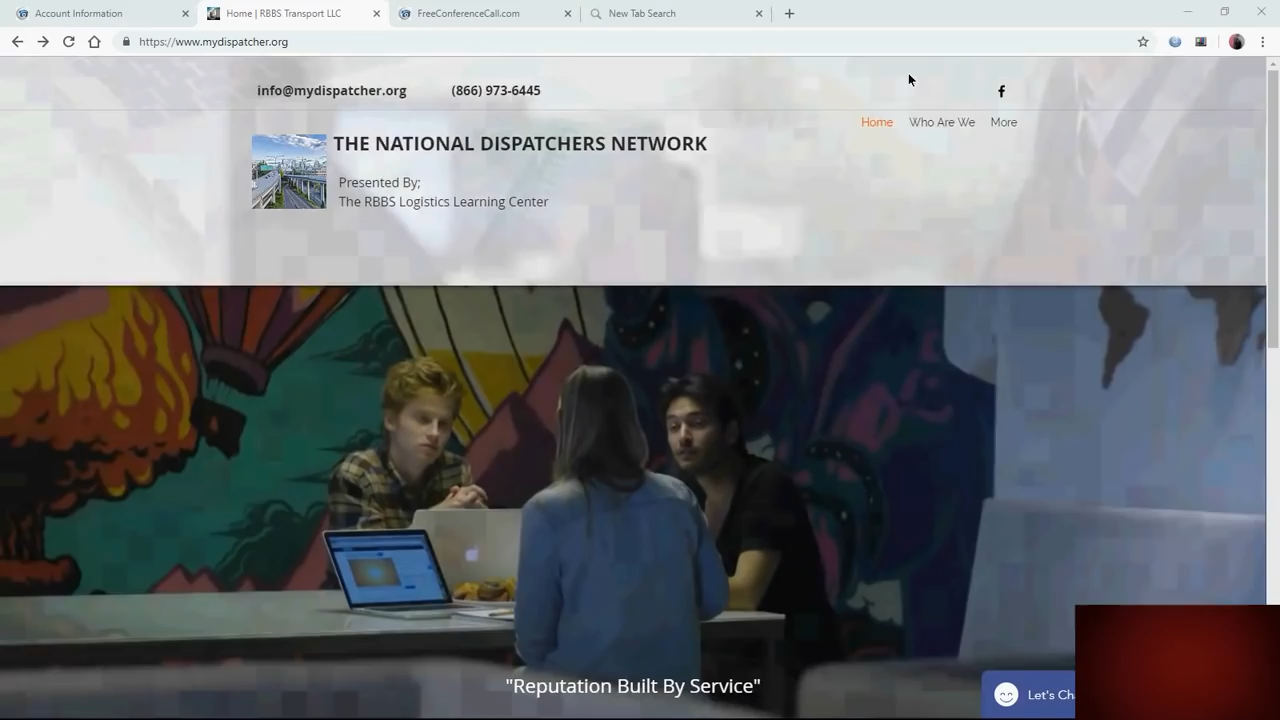 Account Information
Home | RBBS Transport LLC
FreeConferenceCall.com
New Tab Search
https://www.mydispatcher.org
info@mydispatcher.org
(866) 973-6445
Home
Who Are We
More
THE NATIONAL DISPATCHERS NETWORK
Presented By;
The RBBS Logistics Learning Center
"Reputation Built By Service"
Let's